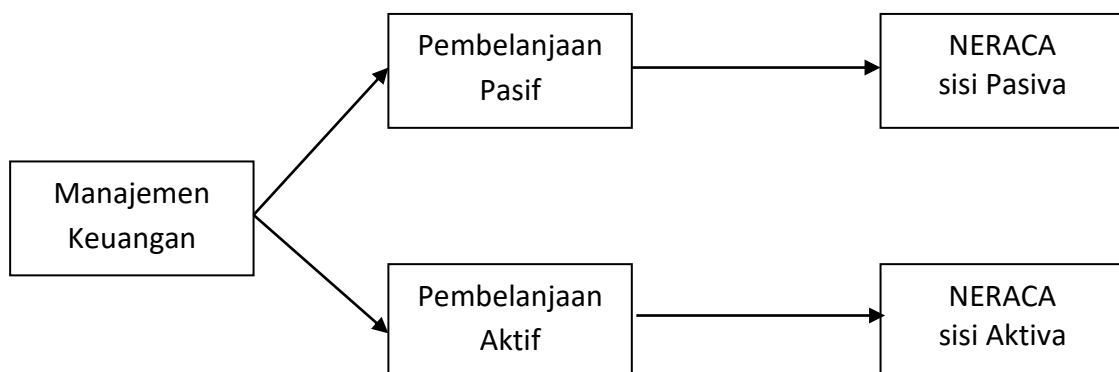 Pembelanjaan
Pasif
NERACA
sisi Pasiva
Manajemen
Keuangan
Pembelanjaan
Aktif
NERACA
sisi Aktiva